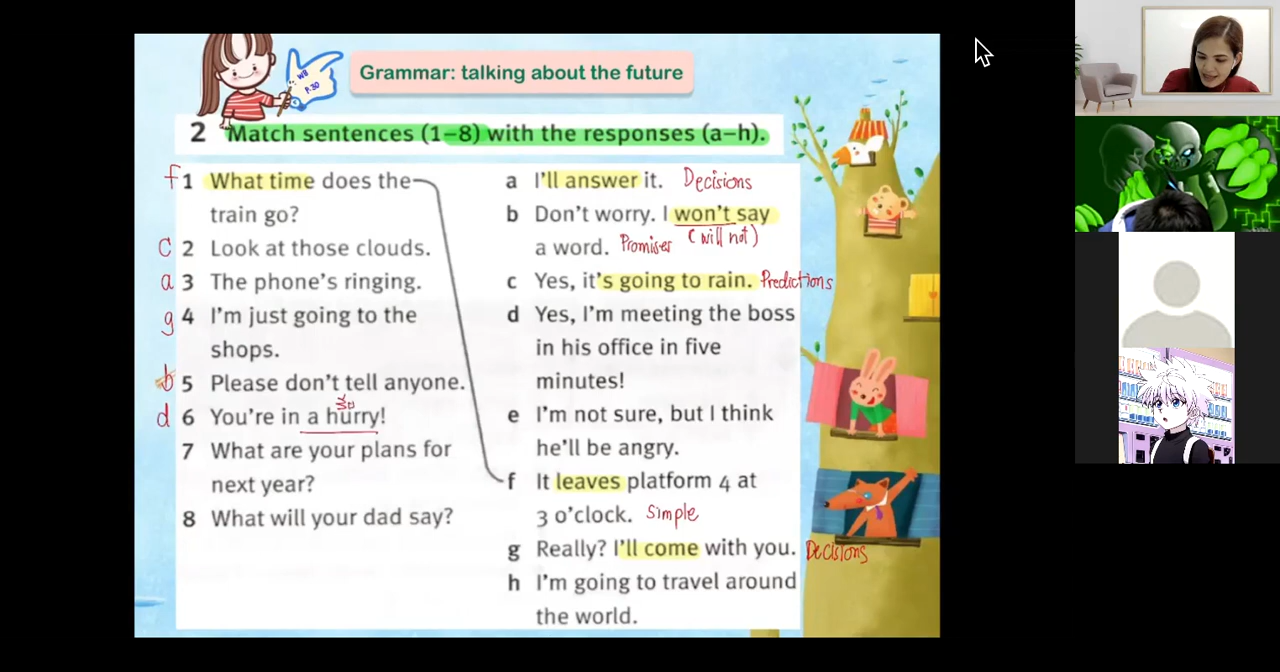 WB
P.30
Grammar: talking about the future
2 Match sentences (1–8) with the responses (a–h).
f 1 What time does the
train go?
c 2 Look at those clouds.
a 3 The phone's ringing.
g 4 I'm just going to the
shops.
b 5 Please don't tell anyone.
d 6 You're in a hurry!
7 What are your plans for
next year?
8 What will your dad say?
a I'll answer it. Decisions
b Don't worry. I won't say
a word. Promises (will not)
c Yes, it's going to rain. Predictions
d Yes, I'm meeting the boss
in his office in five
minutes!
e I'm not sure, but I think
he'll be angry.
f It leaves platform 4 at
3 o'clock. Simple
g Really? I'll come with you. Decisions
h I'm going to travel around
the world.